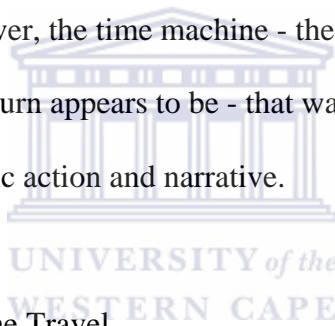 ver, the time machine - the
urn appears to be - that wa
c action and narrative.
UNIVERSITY of the
WESTERN CAPE
e Travel